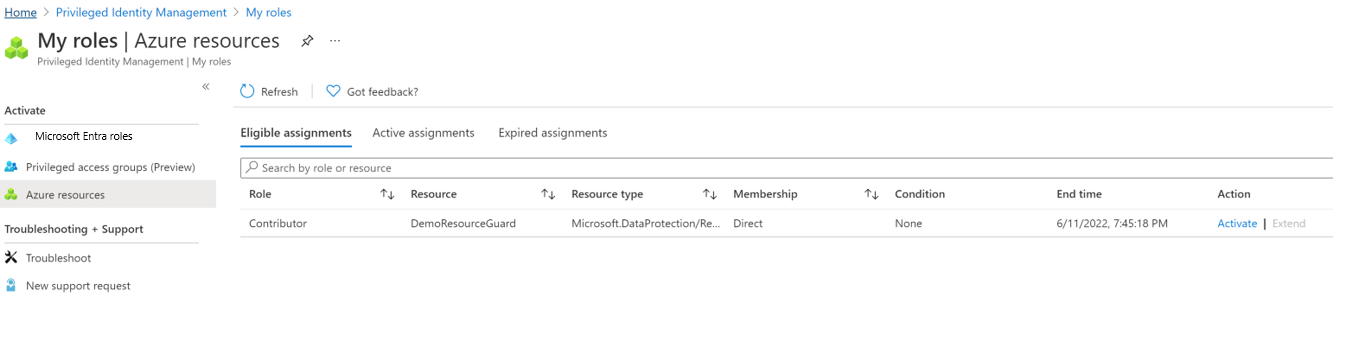 Home > Privileged Identity Management > My roles
My roles | Azure resources
Privileged Identity Management | My roles
«
Refresh | Got feedback?
Activate
Microsoft Entra roles
Privileged access groups (Preview)
Azure resources
Troubleshooting + Support
Troubleshoot
New support request
Eligible assignments Active assignments Expired assignments
Search by role or resource
Role Resource Resource type Membership Condition End time Action
Contributor DemoResourceGuard Microsoft.DataProtection/Re... Direct None 6/11/2022, 7:45:18 PM Activate | Extend